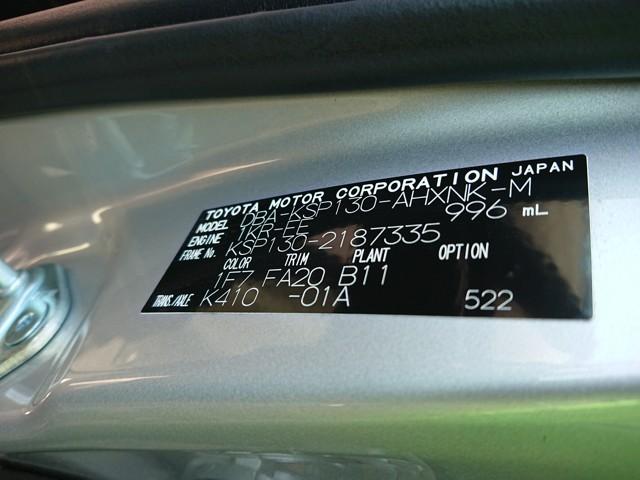 TOYOTA MOTOR CORPORATION JAPAN
MODEL DBA-KSP130-AHXNK-M
ENGINE 1KR-FE 996 mL
FRAME No. KSP130-2187335
COLOR TRIM PLANT OPTION
1F7 FA20 B11
TRANS./AXLE K410 -01A 522